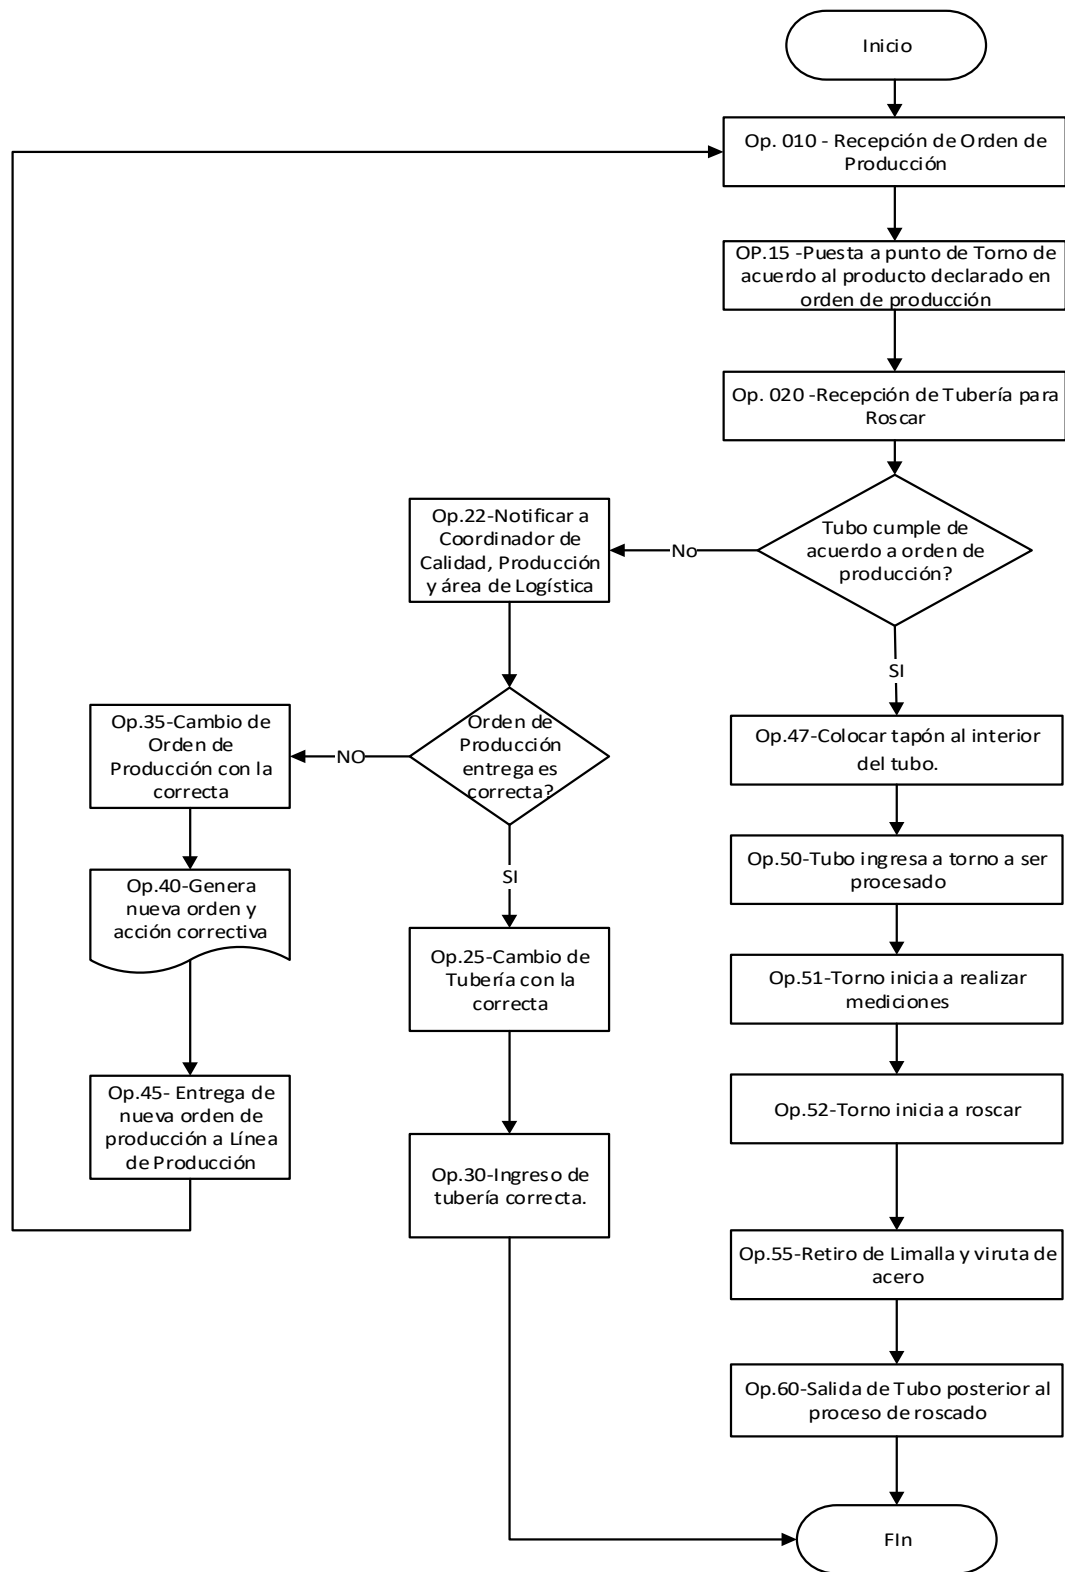 Inicio
Op. 010 - Recepción de Orden de
Producción
OP.15 -Puesta a punto de Torno de
acuerdo al producto declarado en
orden de producción
Op. 020 -Recepción de Tubería para
Roscar
Tubo cumple de
acuerdo a orden de
producción?
No
Op.22-Notificar a
Coordinador de
Calidad, Producción
y área de Logística
SI
Orden de
Producción
entrega es
correcta?
NO
Op.35-Cambio de
Orden de
Producción con la
correcta
Op.40-Genera
nueva orden y
acción correctiva
Op.45- Entrega de
nueva orden de
producción a Línea
de Producción
SI
Op.25-Cambio de
Tubería con la
correcta
Op.30-Ingreso de
tubería correcta.
Op.47-Colocar tapón al interior
del tubo.
Op.50-Tubo ingresa a torno a ser
procesado
Op.51-Torno inicia a realizar
mediciones
Op.52-Torno inicia a roscar
Op.55-Retiro de Limalla y viruta de
acero
Op.60-Salida de Tubo posterior al
proceso de roscado
FIn